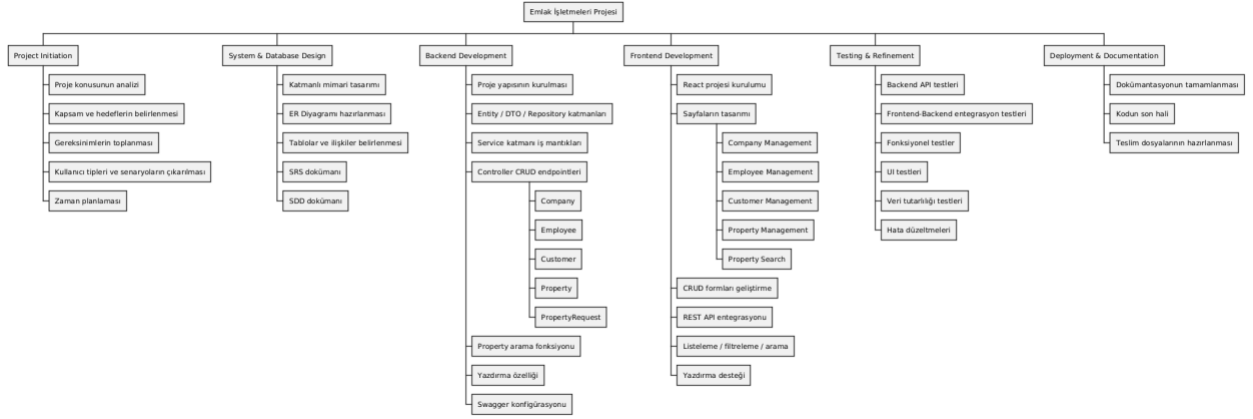 Emlak İşletmeleri Projesi
Project Initiation
Proje konusunun analizi
Kapsam ve hedeflerin belirlenmesi
Gereksinimlerin toplanması
Kullanıcı tipleri ve senaryoların çıkarılması
Zaman planlaması
System & Database Design
Katmanlı mimari tasarımı
ER Diyagramı hazırlanması
Tablolar ve ilişkiler belirlenmesi
SRS dokümanı
SDD dokümanı
Backend Development
Proje yapısının kurulması
Entity / DTO / Repository katmanları
Service katmanı iş mantıkları
Controller CRUD endpointleri
Company
Employee
Customer
Property
PropertyRequest
Property arama fonksiyonu
Yazdırma özelliği
Swagger konfigürasyonu
Frontend Development
React projesi kurulumu
Sayfaların tasarımı
Company Management
Employee Management
Customer Management
Property Management
Property Search
CRUD formları geliştirme
REST API entegrasyonu
Listeleme / filtreleme / arama
Yazdırma desteği
Testing & Refinement
Backend API testleri
Frontend-Backend entegrasyon testleri
Fonksiyonel testler
UI testleri
Veri tutarlılığı testleri
Hata düzeltmeleri
Deployment & Documentation
Dokümantasyonun tamamlanması
Kodun son hali
Teslim dosyalarının hazırlanması